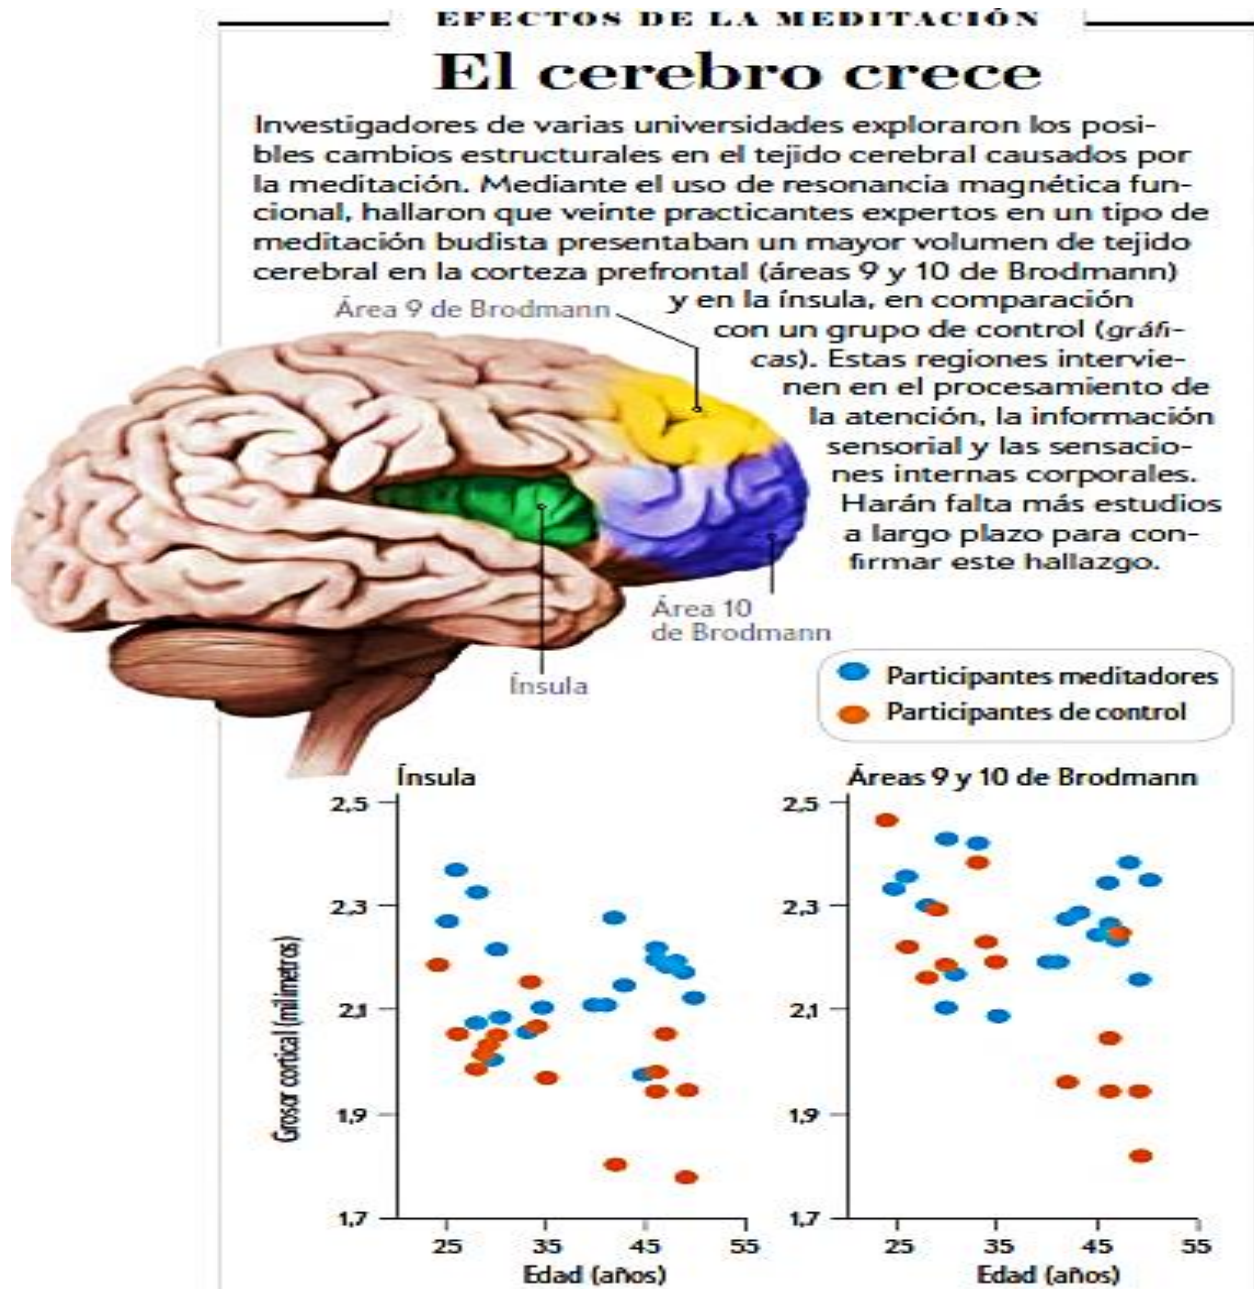 EFECTOS DE LA MEDITACIÓN
El cerebro crece
Investigadores de varias universidades exploraron los posi-
bles cambios estructurales en el tejido cerebral causados por
la meditación. Mediante el uso de resonancia magnética fun-
cional, hallaron que veinte practicantes expertos en un tipo de
meditación budista presentaban un mayor volumen de tejido
cerebral en la corteza prefrontal (áreas 9 y 10 de Brodmann)
y en la ínsula, en comparación
con un grupo de control (gráfi-
cas). Estas regiones intervie-
nen en el procesamiento de
la atención, la información
sensorial y las sensacio-
nes internas corporales.
Harán falta más estudios
a largo plazo para con-
firmar este hallazgo.
Área 9 de Brodmann
Área 10
de Brodmann
Ínsula
Participantes meditadores
Participantes de control
Ínsula
2,5
2,3
2,1
1,9
1,7
Grosor cortical (milímetros)
25 35 45 55
Edad (años)
Áreas 9 y 10 de Brodmann
2,5
2,3
2,1
1,9
1,7
25 35 45 55
Edad (años)